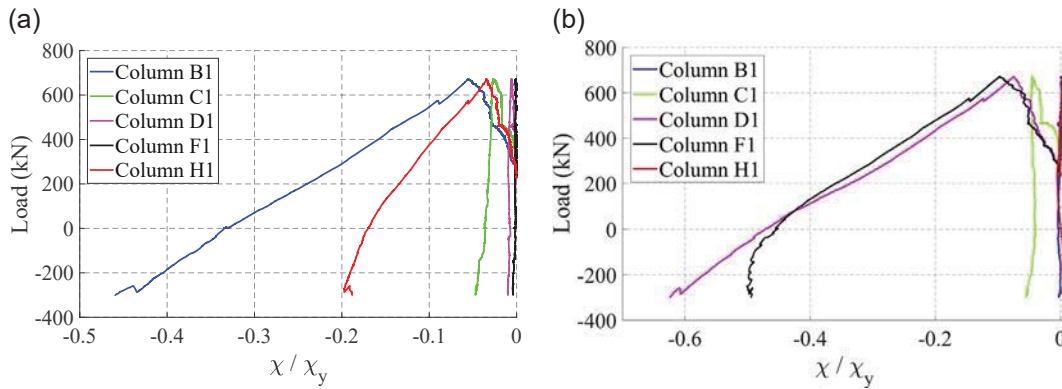 (a)
800
600
400
200
0
-200
-400
Load (kN)
Column B1
Column C1
Column D1
Column F1
Column H1
-0.5
-0.4
-0.3
-0.2
-0.1
0
χ / χy
(b)
800
600
400
200
0
-200
-400
Load (kN)
Column B1
Column C1
Column D1
Column F1
Column H1
-0.6
-0.4
-0.2
0
χ / χy